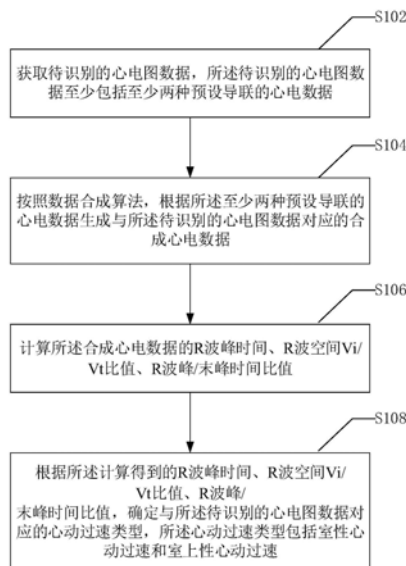 S102
获取待识别的心电图数据，所述待识别的心电图数
据至少包括至少两种预设导联的心电数据
S104
按照数据合成算法，根据所述至少两种预设导联的
心电数据生成与所述待识别的心电图数据对应的合
成心电数据
S106
计算所述合成心电数据的R波峰时间、R波空间Vi/
Vt比值、R波峰/末峰时间比值
S108
根据所述计算得到的R波峰时间、R波空间Vi/
Vt比值、R波峰/
末峰时间比值，确定与所述待识别的心电图数据对
应的心动过速类型，所述心动过速类型包括室性心
动过速和室上性心动过速